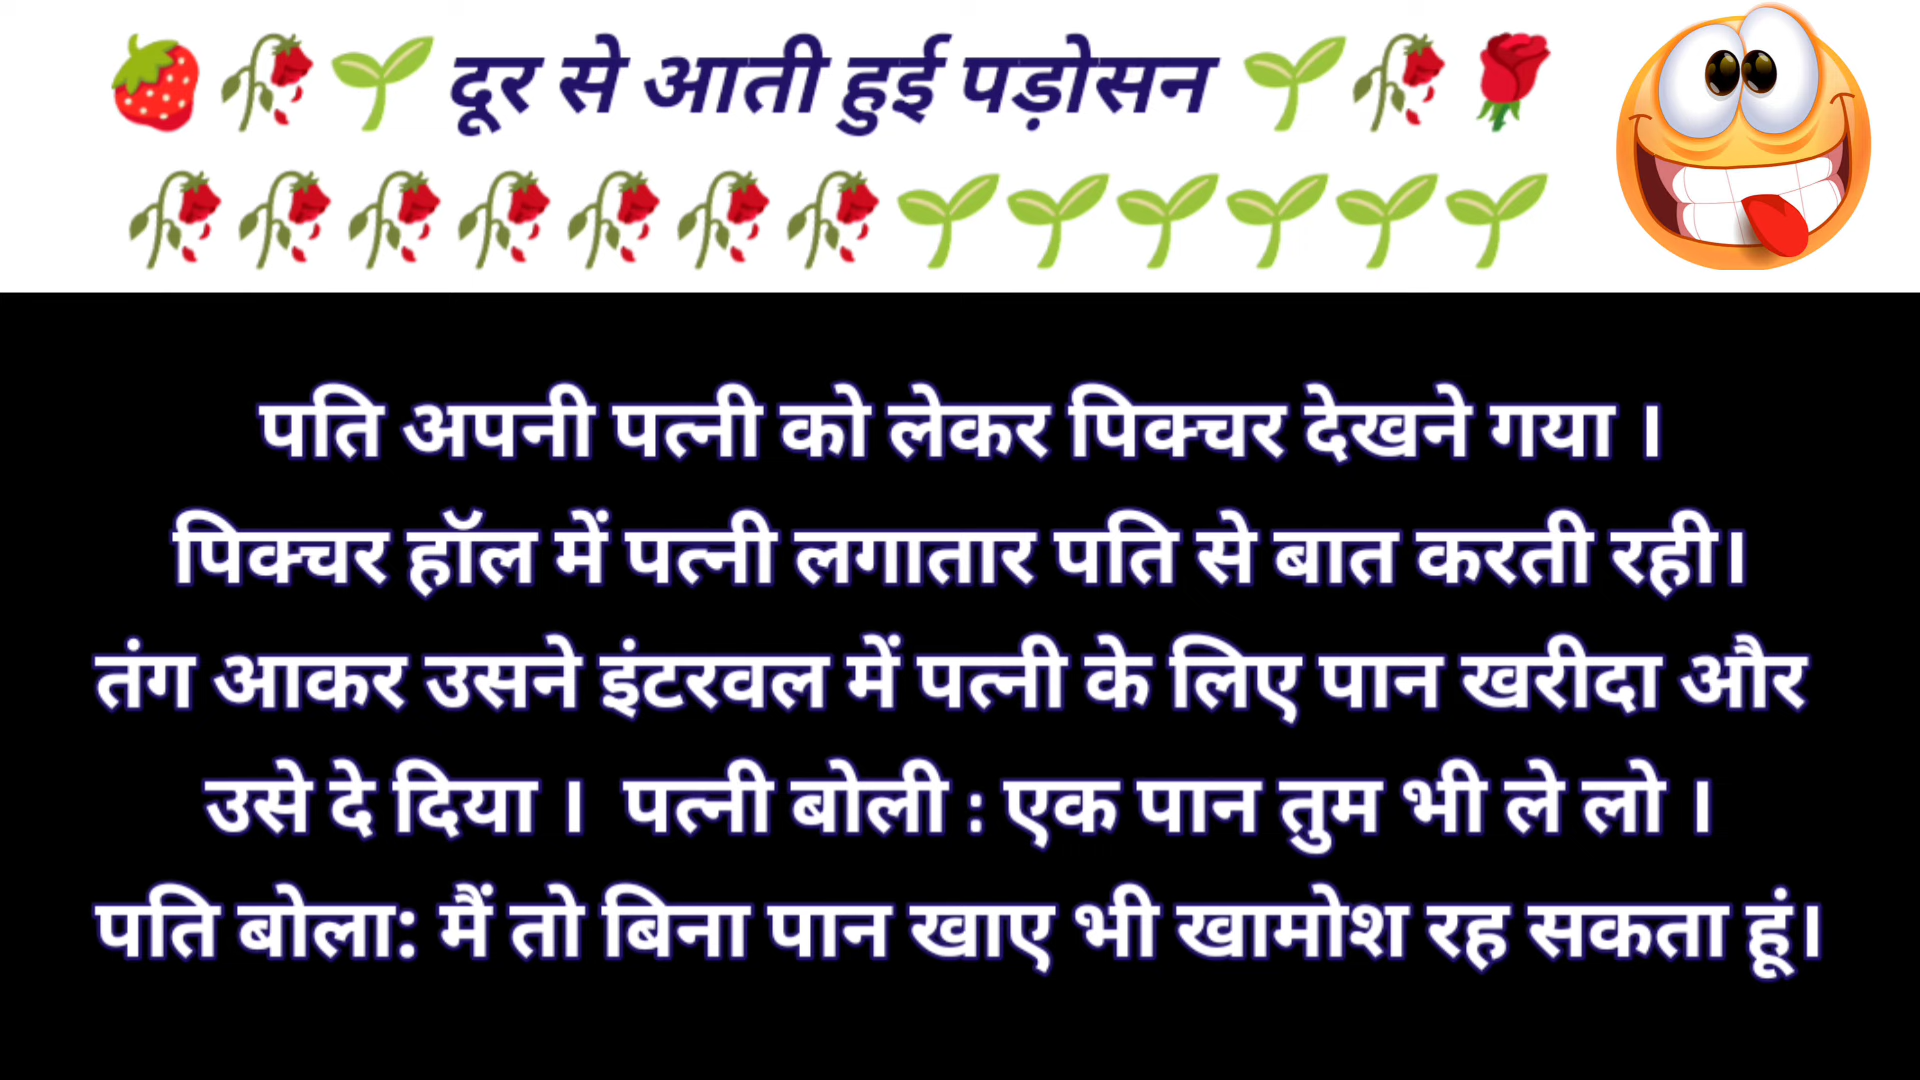 दूर से आती हुई पड़ोसन
पति अपनी पत्नी को लेकर पिक्चर देखने गया ।
पिक्चर हॉल में पत्नी लगातार पति से बात करती रही।
तंग आकर उसने इंटरवल में पत्नी के लिए पान खरीदा और
उसे दे दिया । पत्नी बोली : एक पान तुम भी ले लो ।
पति बोला: मैं तो बिना पान खाए भी खामोश रह सकता हूं।